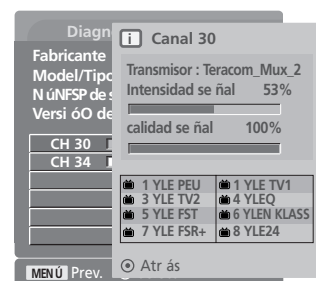 Diagn
Fabricante
Model/Tipo
N úNFSP de s
Versi óO de
CH 30
CH 34
MENÚ Prev.
i Canal 30
Transmisor : Teracom_Mux_2
Intensidad se ñal 53%
calidad se ñal 100%
1 YLE PEU 1 YLE TV1
3 YLE TV2 4 YLEQ
5 YLE FST 6 YLEN KLASS
7 YLE FSR+ 8 YLE24
Atr ás